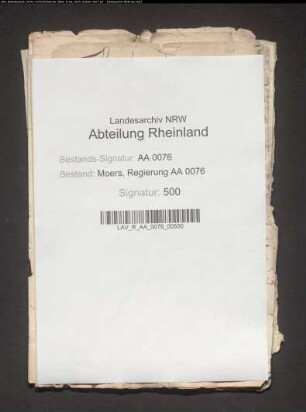 Landesarchiv NRW
Abteilung Rheinland
Bestands-Signatur: AA 0076
Bestand: Moers, Regierung AA 0076
Signatur: 500
LAV_R_AA_0076_00500